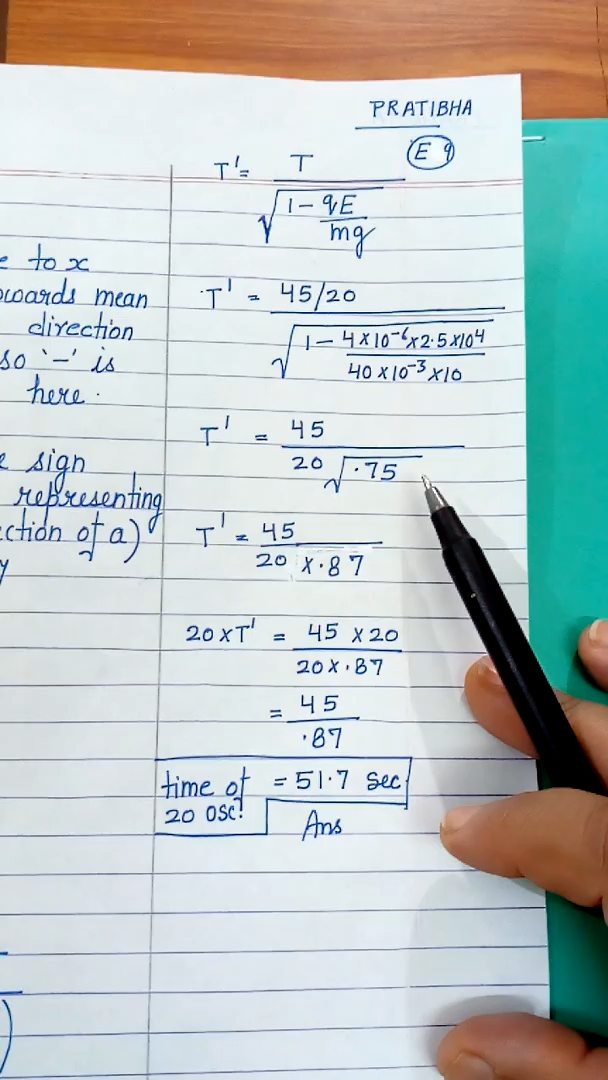 PRATIBHA
E 9
T' = T / √(1 - qE/mg)
e to x
owards mean
direction
so '-' is
here.
e sign
representing
ction of a)
y
T' = 45/20 / √(1 - 4×10⁻⁶×2.5×10⁴ / 40×10⁻³×10)
T' = 45 / 20√.75
T' = 45 / 20 ×.87
20×T' = 45 ×20 / 20×.87
= 45 / .87
time of = 51.7 sec.
20 osc.
Ans